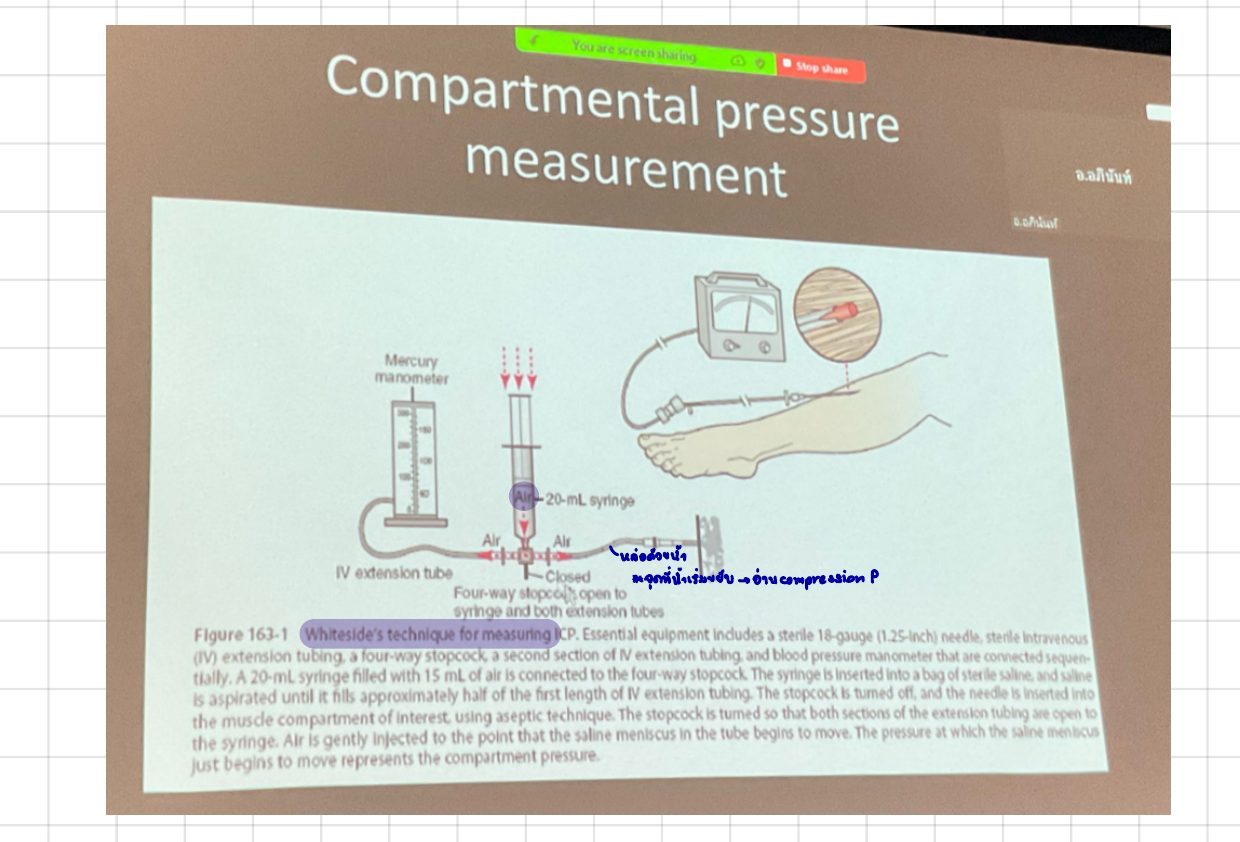 You are screen sharing
Stop share
Compartmental pressure
measurement
อ.อภินันท์
อ.อภินันท์
Mercury
manometer
Air
20-mL syringe
Air
Air
IV extension tube
Closed
Four-way stopcock open to
syringe and both extension tubes
หล่อด้วยน้ำ
จุดที่น้ำเริ่มขยับ → อ่าน compression P
Figure 163-1 Whiteside's technique for measuring ICP. Essential equipment includes a sterile 18-gauge (1.25-inch) needle, sterile intravenous
(IV) extension tubing, a four-way stopcock, a second section of IV extension tubing, and blood pressure manometer that are connected sequen-
tially. A 20-mL syringe filled with 15 mL of air is connected to the four-way stopcock. The syringe is inserted into a bag of sterile saline, and saline
is aspirated until it fills approximately half of the first length of IV extension tubing. The stopcock is turned off, and the needle is inserted into
the muscle compartment of interest, using aseptic technique. The stopcock is turned so that both sections of the extension tubing are open to
the syringe. Air is gently injected to the point that the saline meniscus in the tube begins to move. The pressure at which the saline meniscus
just begins to move represents the compartment pressure.